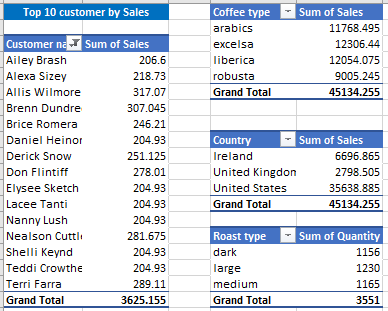 Top 10 customer by Sales
Customer na Sum of Sales
Ailey Brash 206.6
Alexa Sizey 218.73
Allis Wilmore 317.07
Brenn Dundre 307.045
Brice Romera 246.21
Daniel Heinor 204.93
Derick Snow 251.125
Don Flintiff 278.01
Elysee Sketch 204.93
Lacee Tanti 204.93
Nanny Lush 204.93
Nealson Cuttle 281.675
Shelli Keynd 204.93
Teddi Crowthe 204.93
Terri Farra 289.11
Grand Total 3625.155
Coffee type Sum of Sales
arabics 11768.495
excelsa 12306.44
liberica 12054.075
robusta 9005.245
Grand Total 45134.255
Country Sum of Sales
Ireland 6696.865
United Kingdon 2798.505
United States 35638.885
Grand Total 45134.255
Roast type Sum of Quantity
dark 1156
large 1230
medium 1165
Grand Total 3551